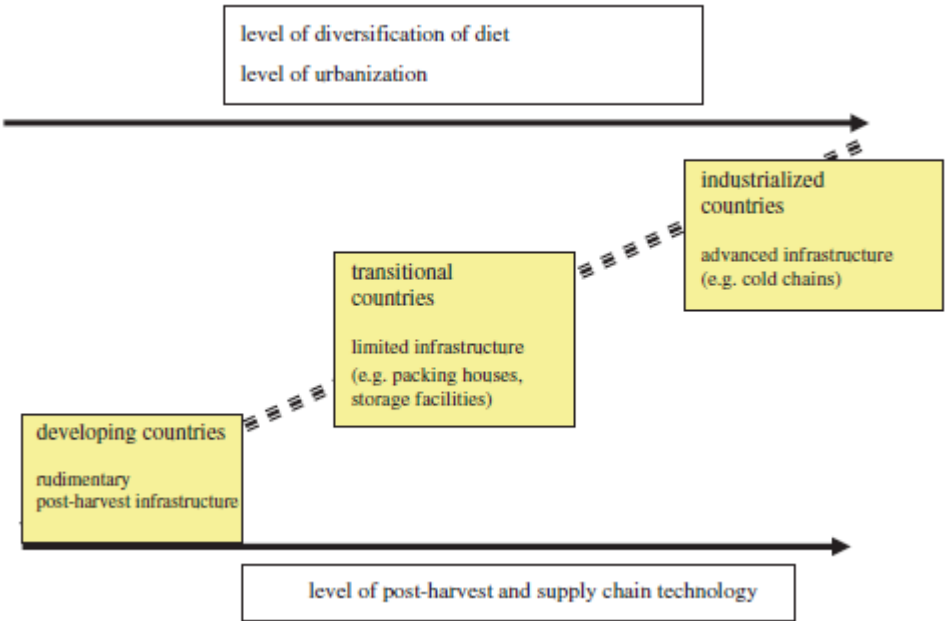 level of diversification of diet
level of urbanization
industrialized
countries
advanced infrastructure
(e.g. cold chains)
transitional
countries
limited infrastructure
(e.g. packing houses,
storage facilities)
developing countries
rudimentary
post-harvest infrastructure
level of post-harvest and supply chain technology